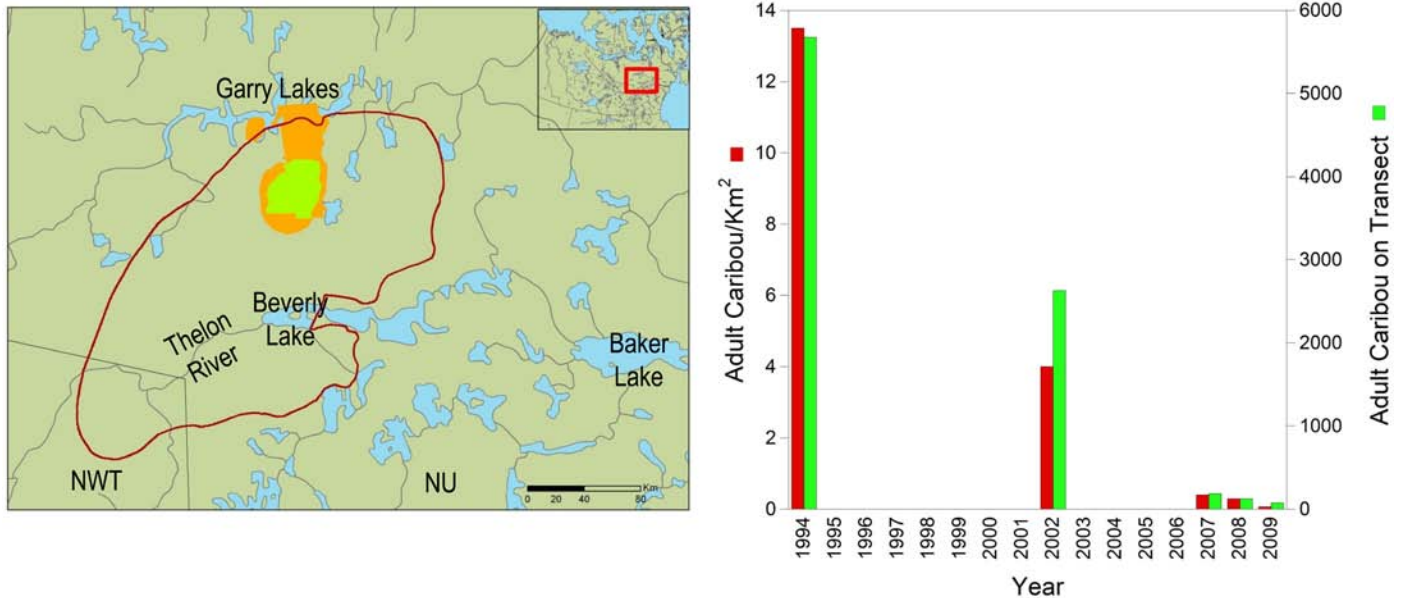 Garry Lakes
Beverly
Lake
Thelon
River
Baker
Lake
NWT
NU
Km
0 20 40 80
14
12
10
8
6
4
2
0
Adult Caribou/Km²
6000
5000
4000
3000
2000
1000
0
Adult Caribou on Transect
1994 1995 1996 1997 1998 1999 2000 2001 2002 2003 2004 2005 2006 2007 2008 2009
Year